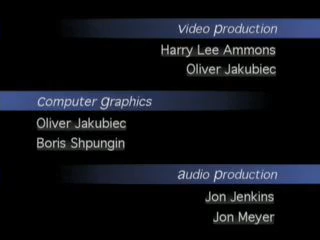 Video production
Harry Lee Ammons
Oliver Jakubiec
Computer graphics
Oliver Jakubiec
Boris Shpungin
audio production
Jon Jenkins
Jon Meyer